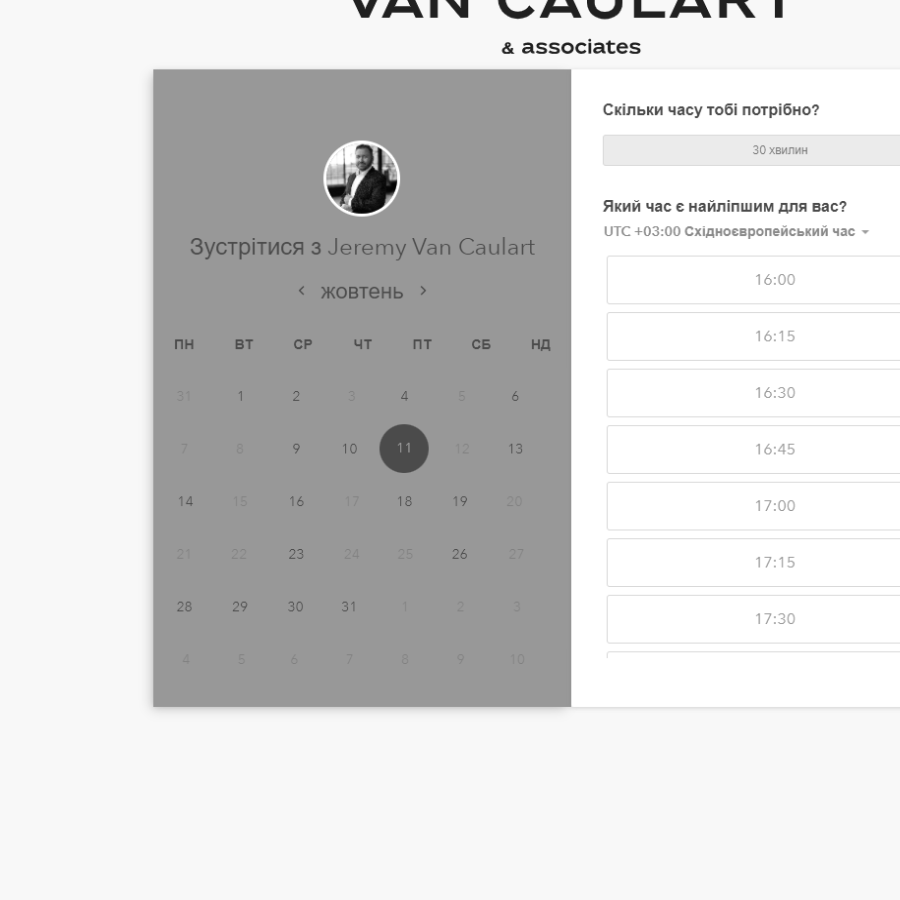 VAN CAULART
& associates
Зустрітися з Jeremy Van Caulart
жовтень
ПН ВТ СР ЧТ ПТ СБ НД
31 1 2 3 4 5 6
7 8 9 10 11 12 13
14 15 16 17 18 19 20
21 22 23 24 25 26 27
28 29 30 31 1 2 3
4 5 6 7 8 9 10
Скільки часу тобі потрібно?
30 хвилин
Який час є найліпшим для вас?
UTC +03:00 Східноєвропейський час
16:00
16:15
16:30
16:45
17:00
17:15
17:30